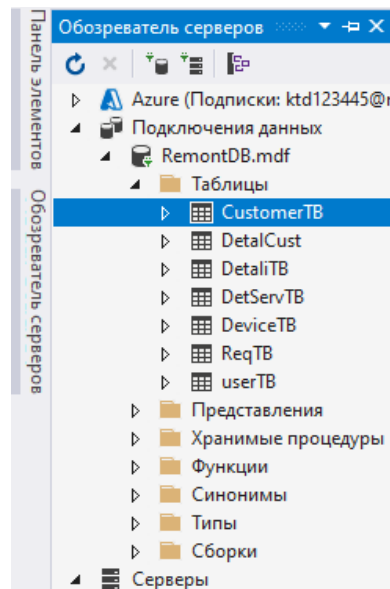 Обозреватель серверов
Панель элементов
Обозреватель серверов
Azure (Подписки: ktd123445@
Подключения данных
RemontDB.mdf
Таблицы
CustomerTB
DetalCust
DetaliTB
DetServTB
DeviceTB
ReqTB
userTB
Представления
Хранимые процедуры
Функции
Синонимы
Типы
Сборки
Серверы